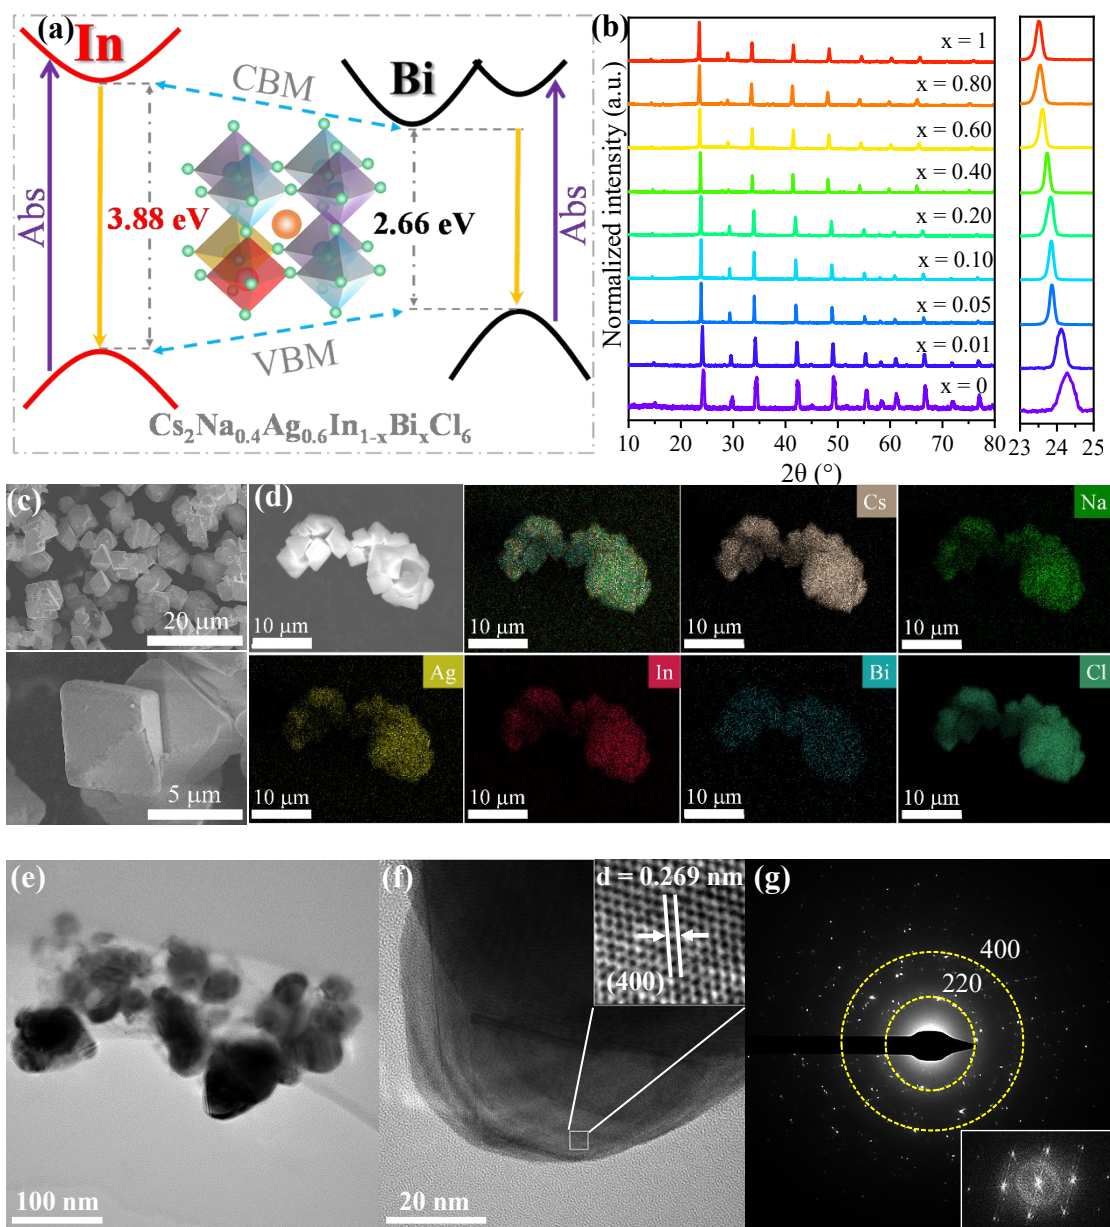 (a)
In
CBM
Bi
Abs
3.88 eV
2.66 eV
Abs
VBM
Cs₂Na₀.₄Ag₀.₆In₁₋ₓBiₓCl₆
(b)
Normalized intensity (a.u.)
x = 1
x = 0.80
x = 0.60
x = 0.40
x = 0.20
x = 0.10
x = 0.05
x = 0.01
x = 0
10 20 30 40 50 60 70 80
23 24 25
2θ (°)
(c)
20 μm
5 μm
(d)
10 μm
10 μm
Cs
10 μm
Na
10 μm
Ag
10 μm
In
10 μm
Bi
10 μm
Cl
10 μm
(e)
100 nm
(f)
d = 0.269 nm
(400)
20 nm
(g)
400
220